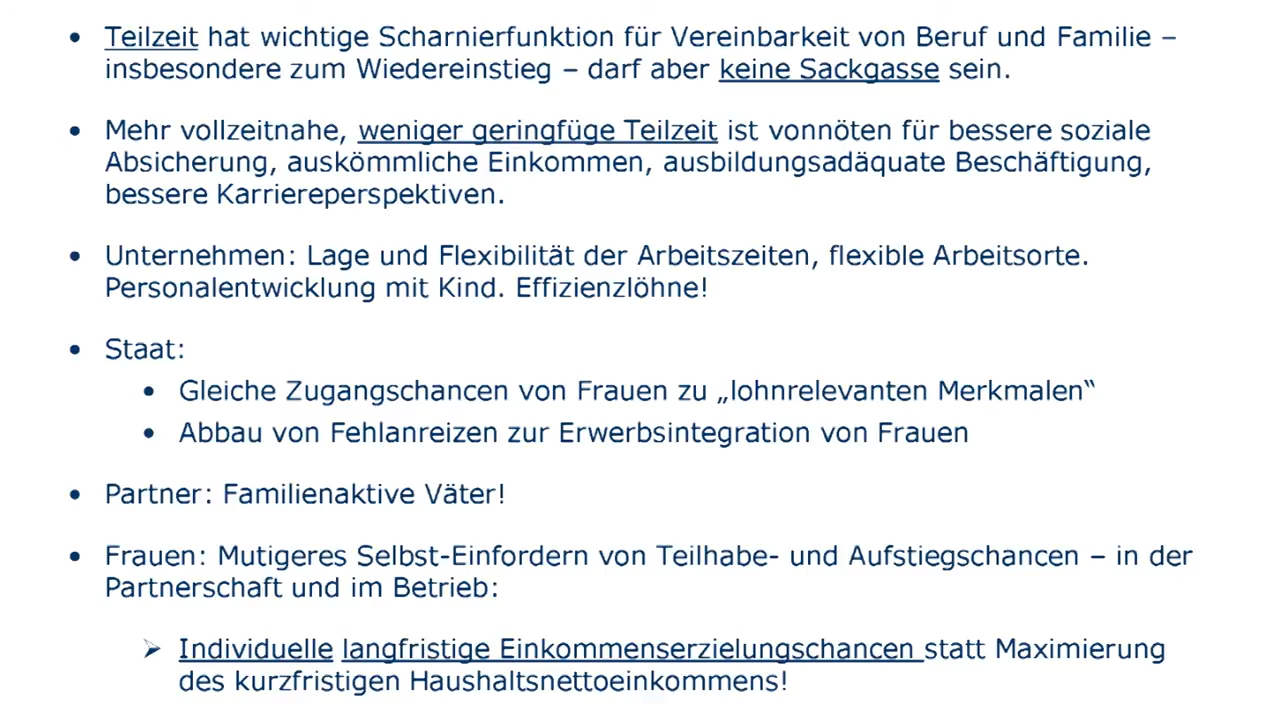 • Teilzeit hat wichtige Scharnierfunktion für Vereinbarkeit von Beruf und Familie –
insbesondere zum Wiedereinstieg – darf aber keine Sackgasse sein.
• Mehr vollzeitnahe, weniger geringfüge Teilzeit ist vonnöten für bessere soziale
Absicherung, auskömmliche Einkommen, ausbildungsadäquate Beschäftigung,
bessere Karriereperspektiven.
• Unternehmen: Lage und Flexibilität der Arbeitszeiten, flexible Arbeitsorte.
Personalentwicklung mit Kind. Effizienzlöhne!
• Staat:
• Gleiche Zugangschancen von Frauen zu „lohnrelevanten Merkmalen“
• Abbau von Fehlanreizen zur Erwerbsintegration von Frauen
• Partner: Familienaktive Väter!
• Frauen: Mutigeres Selbst-Einfordern von Teilhabe- und Aufstiegschancen – in der
Partnerschaft und im Betrieb:
➢ Individuelle langfristige Einkommenserzielungschancen statt Maximierung
des kurzfristigen Haushaltsnettoeinkommens!